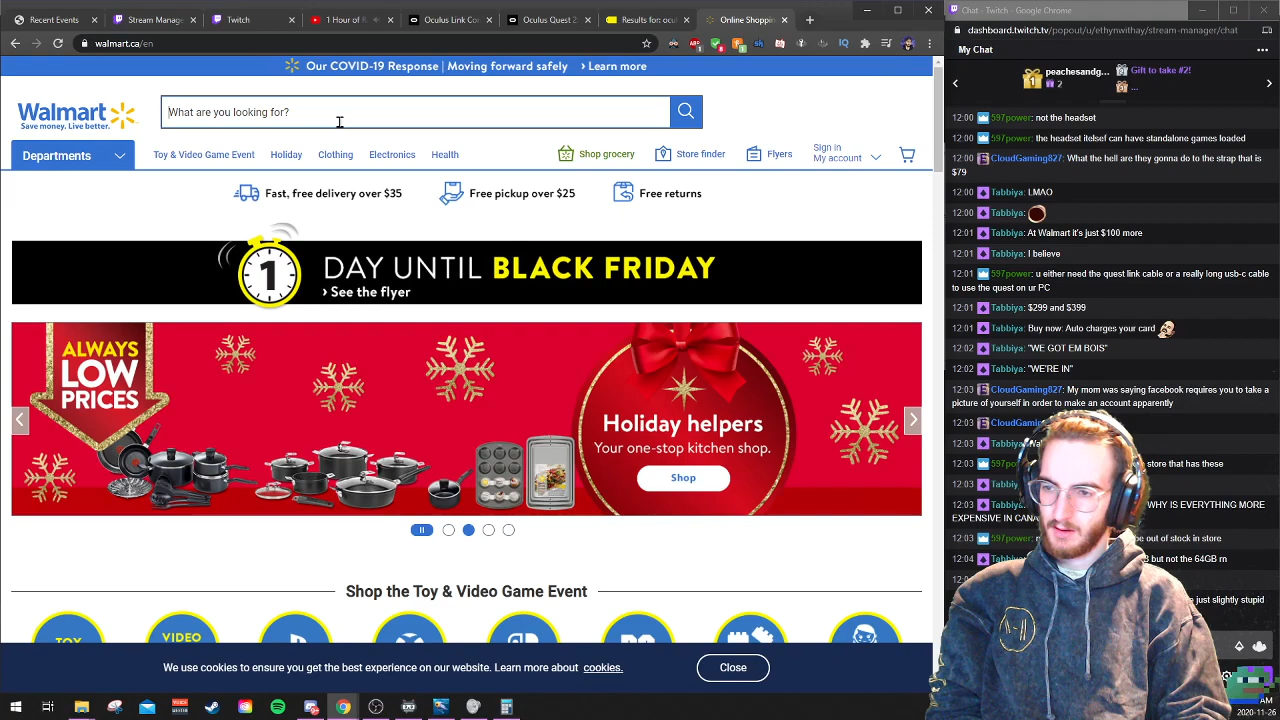 Recent Events
Stream Manage
Twitch
1 Hour of R
Oculus Link Con
Oculus Quest 2:
Results for: ocul
Online Shoppin
Chat - Twitch - Google Chrome
walmart.ca/en
dashboard.twitch.tv/popout/u/ethynwithay/stream-manager/chat
My Chat
Our COVID-19 Response | Moving forward safely › Learn more
Walmart
Save money. Live better.
What are you looking for?
Departments
Toy & Video Game Event
Holiday
Clothing
Electronics
Health
Shop grocery
Store finder
Flyers
Sign in
My account
Fast, free delivery over $35
Free pickup over $25
Free returns
1
DAY UNTIL BLACK FRIDAY
› See the flyer
ALWAYS
LOW
PRICES
Holiday helpers
Your one-stop kitchen shop.
Shop
Shop the Toy & Video Game Event
TOY
VIDEO
We use cookies to ensure you get the best experience on our website. Learn more about cookies.
Close
peachesandg...
2
Gift to take #2!
...
12:00 597power: not the headset
12:00 597power: the headset itelsef can have standalone games loaded
12:00 CloudGaming827: What the hell are they gonna do to the strap that is
$79
12:00 Tabbiya: LMAO
12:00 Tabbiya:
12:01 Tabbiya: At Walmart it's just $100 more
12:01 Tabbiya: I believe
12:01 597power: u either need the quest link cable or a really long usb-c cable
to use the quest on ur PC
12:01 Tabbiya: $299 and $399
12:01 Tabbiya: Buy now: Auto charges your card
12:02 Tabbiya: "WE GOT EM BOIS"
12:02 Tabbiya: "WE'RE IN"
12:03 CloudGaming827: My mom was saying facebook requires you to take a
picture of yourself in order to make an account apparently
12:03 CloudGaming
12:03 Tabbiya:
12:03 597power:
store that has these
12:03 Tabbiya:
12:03 Tabbiya:
WHY IS EVERYTHING MORE
EXPENSIVE IN CAN
12:03 597power:
be out of stock in store
12:04 Tabbiya:
B but not the 64GB rn
just slightly stupid
AM
2020-11-26